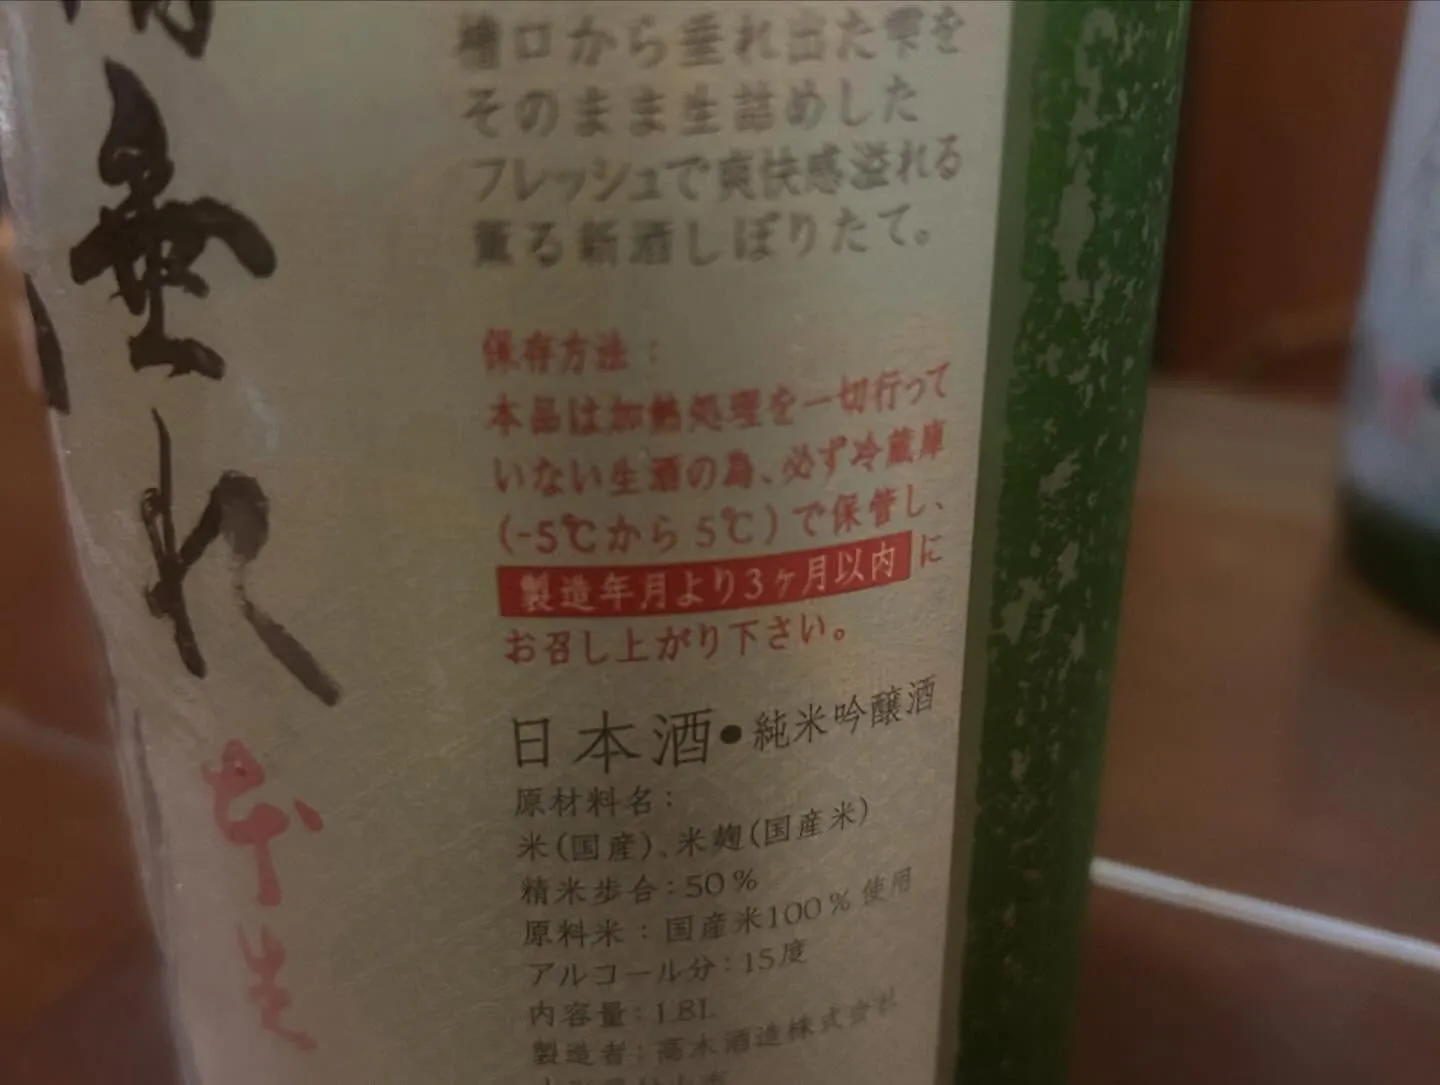 垂れ
本生
槽口から垂れ出た雫を
そのまま生詰めした
フレッシュで爽快感溢れる
薫る新酒しぼりたて。
保存方法：
本品は加熱処理を一切行って
いない生酒の為、必ず冷蔵庫
(-5℃から5℃)で保管し、
製造年月より3ヶ月以内に
お召し上がり下さい。
日本酒●純米吟醸酒
原材料名：
米(国産)、米麹(国産米)
精米歩合：50％
原料米：国産米100％使用
アルコール分：15度
内容量：1.8L
製造者：高木酒造株式会社